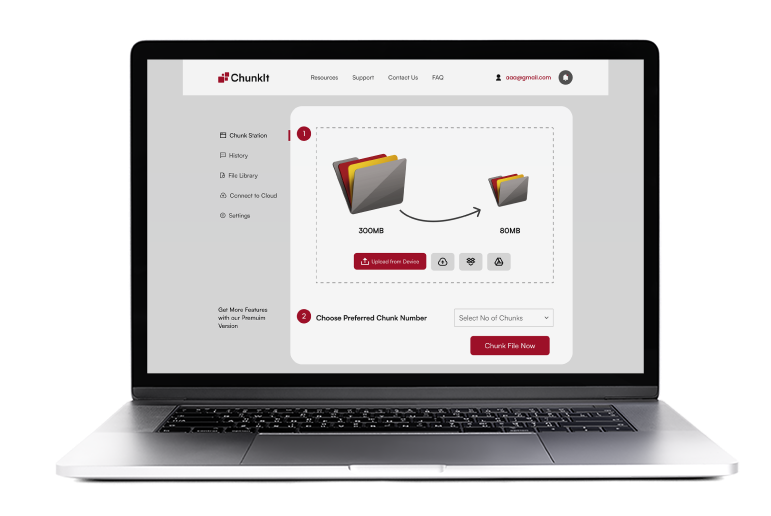 ChunkIt
Resources Support Contact Us FAQ aaa@gmail.com
Chunk Station
History
File Library
Connect to Cloud
Settings
Get More Features
with our Premuim
Version
1
300MB 80MB
Upload from Device
2 Choose Preferred Chunk Number Select No of Chunks
Chunk File Now